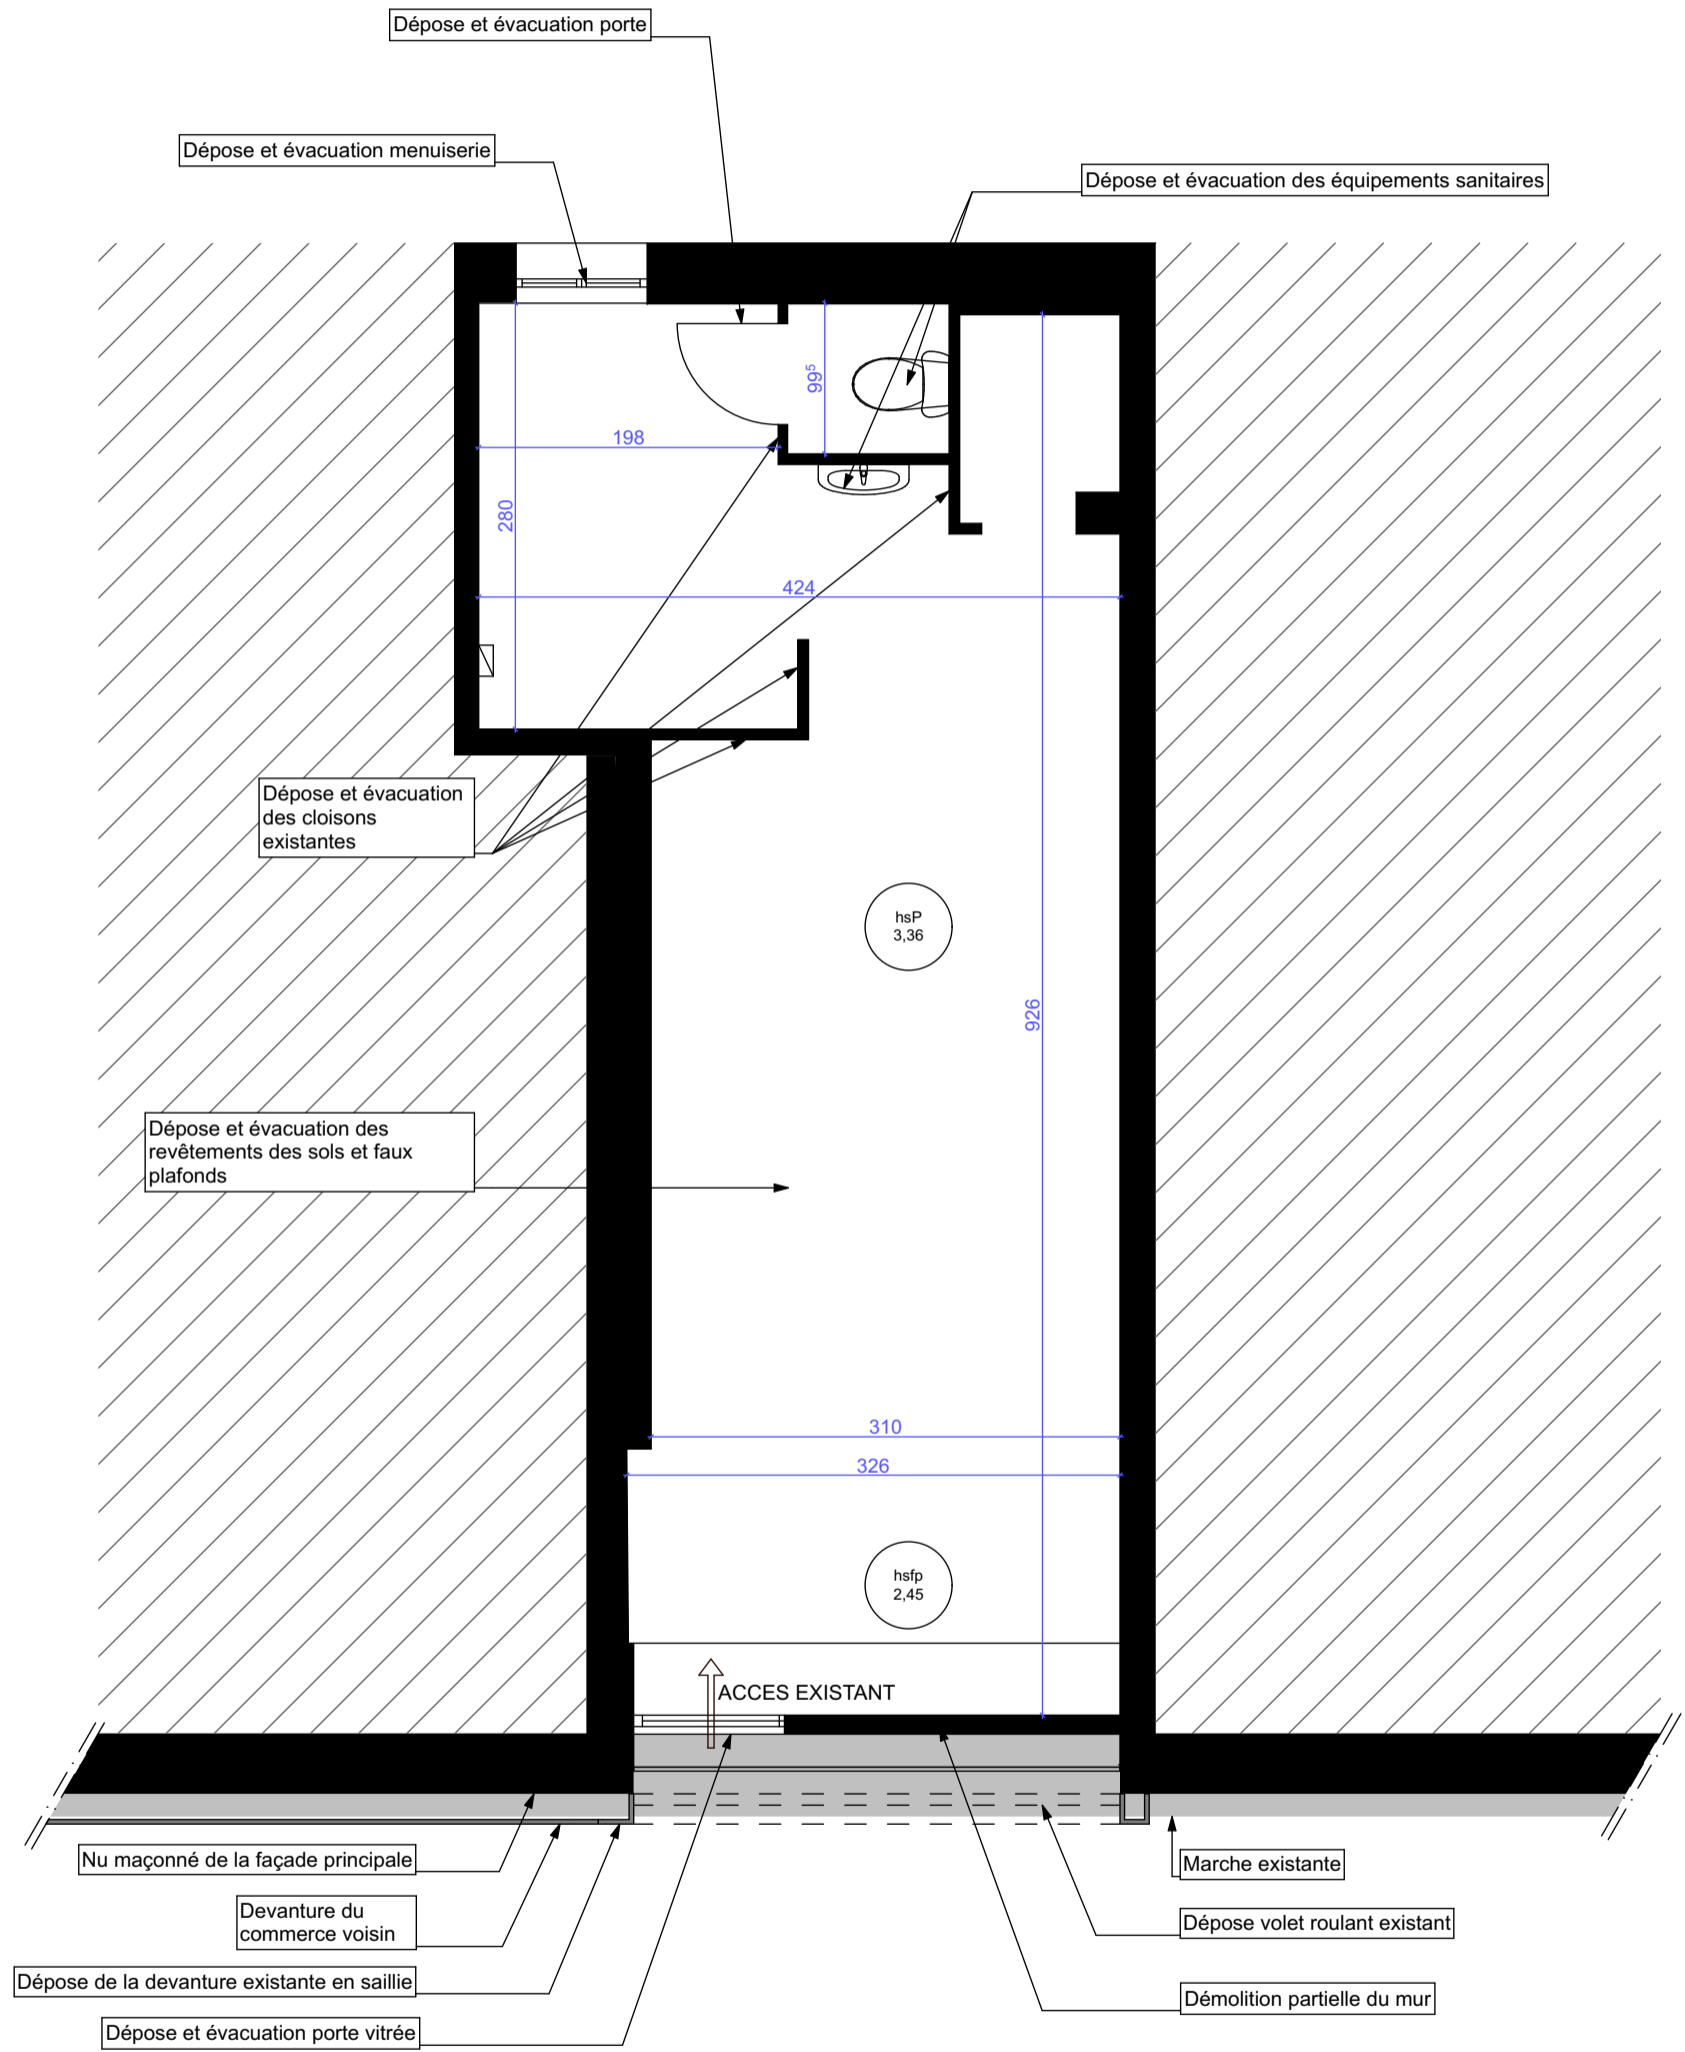 Dépose et évacuation porte
Dépose et évacuation menuiserie
Dépose et évacuation des équipements sanitaires
99⁵
198
280
424
Dépose et évacuation
des cloisons
existantes
hsP
3,36
926
Dépose et évacuation des
revêtements des sols et faux
plafonds
310
326
hsfp
2,45
ACCES EXISTANT
Nu maçonné de la façade principale
Marche existante
Devanture du
commerce voisin
Dépose volet roulant existant
Dépose de la devanture existante en saillie
Démolition partielle du mur
Dépose et évacuation porte vitrée